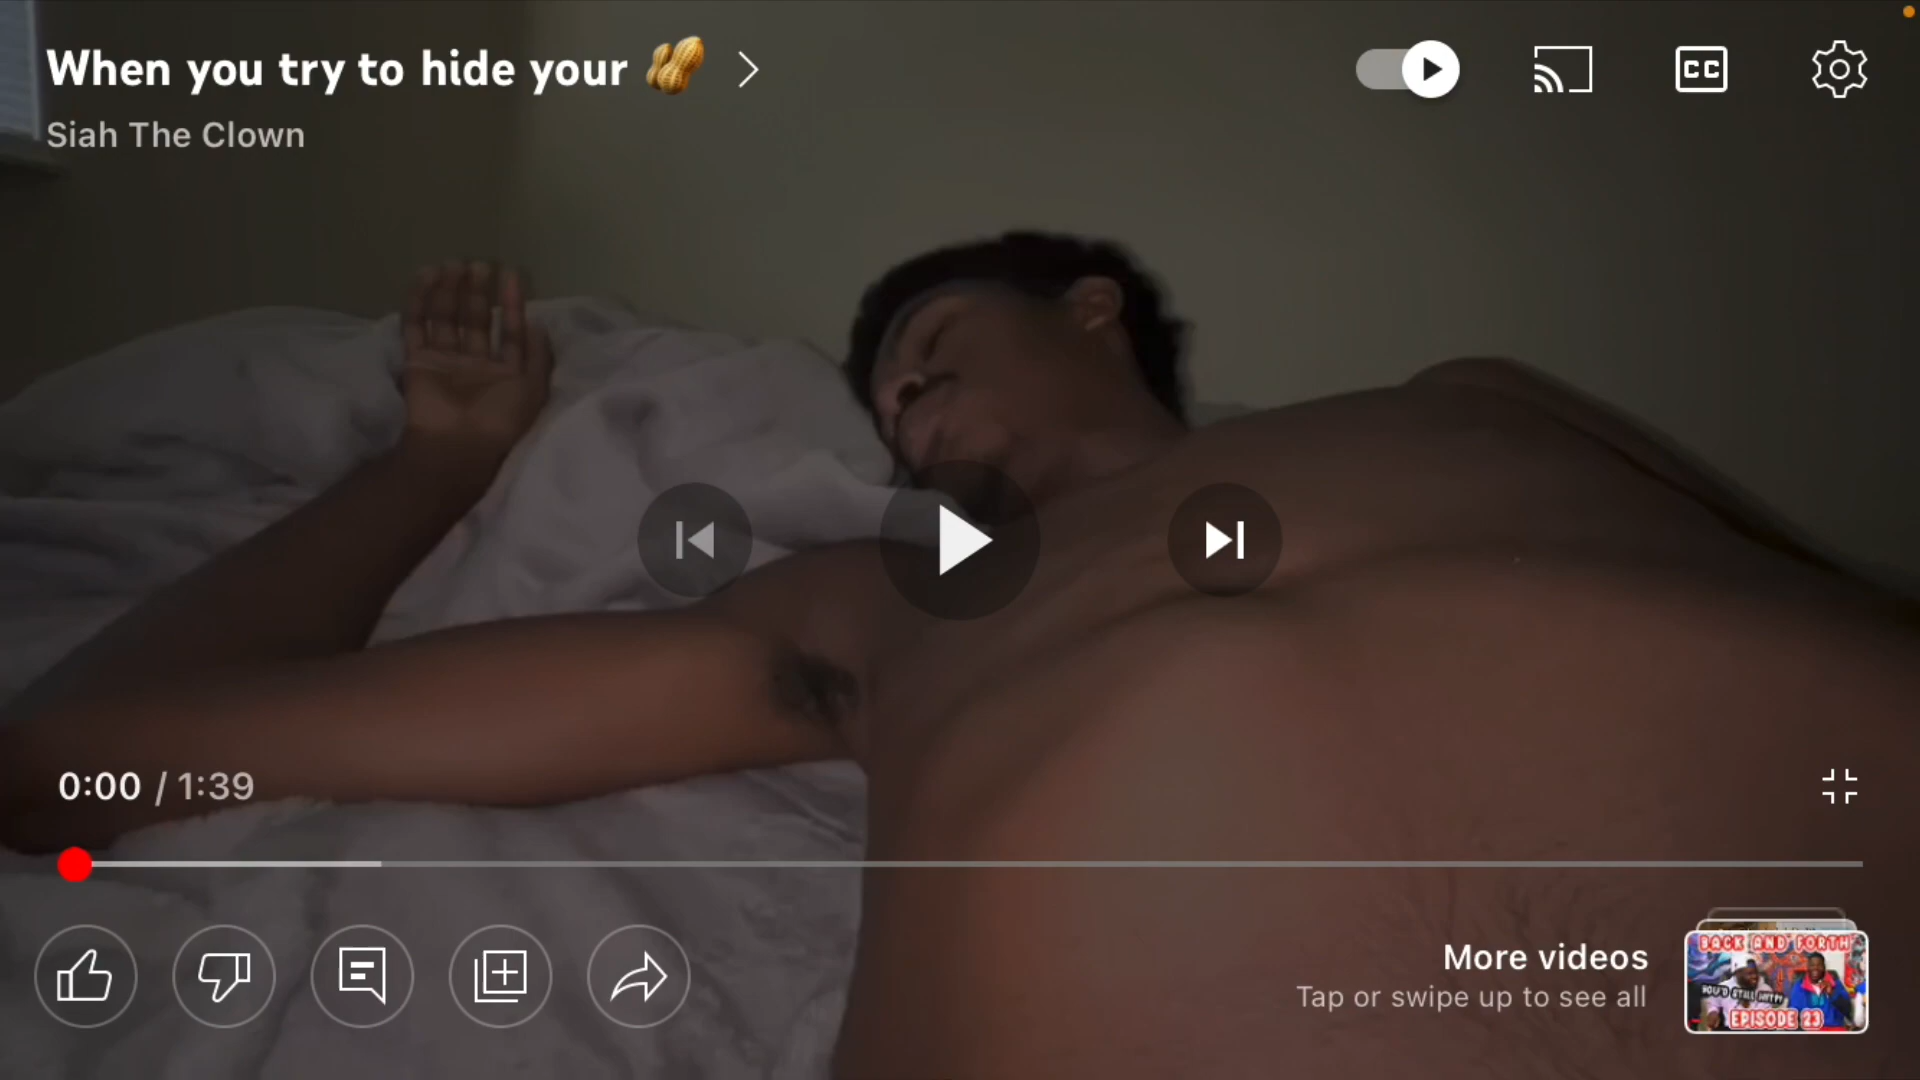 When you try to hide your 🥜
Siah The Clown
CC
0:00 / 1:39
More videos
Tap or swipe up to see all
BACK AND FORTH
EPISODE 23